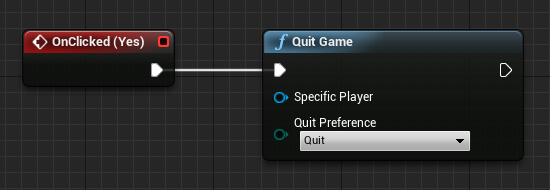 OnClicked (Yes)
Quit Game
Specific Player
Quit Preference
Quit